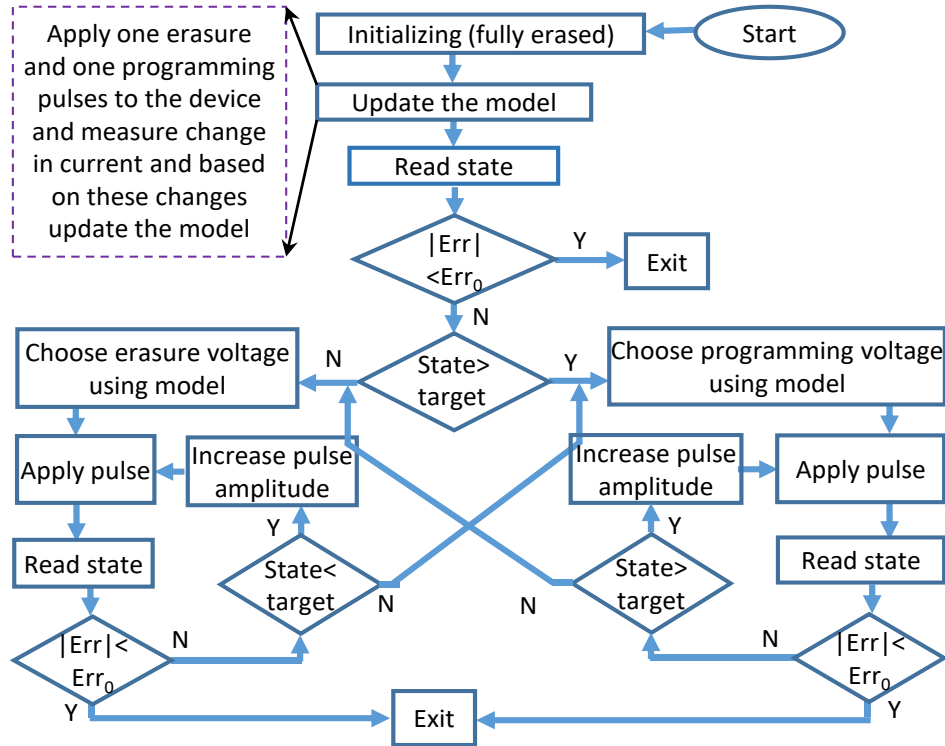 Apply one erasure
and one programming
pulses to the device
and measure change
in current and based
on these changes
update the model
Initializing (fully erased)
Start
Update the model
Read state
|Err|
<Err₀
Y
Exit
N
State>
target
N
Y
Choose erasure voltage
using model
Choose programming voltage
using model
Apply pulse
Increase pulse
amplitude
Increase pulse
amplitude
Apply pulse
Y
Y
Read state
State<
target
N
N
State>
target
Read state
|Err|<
Err₀
N
N
|Err|<
Err₀
Y
Exit
Y